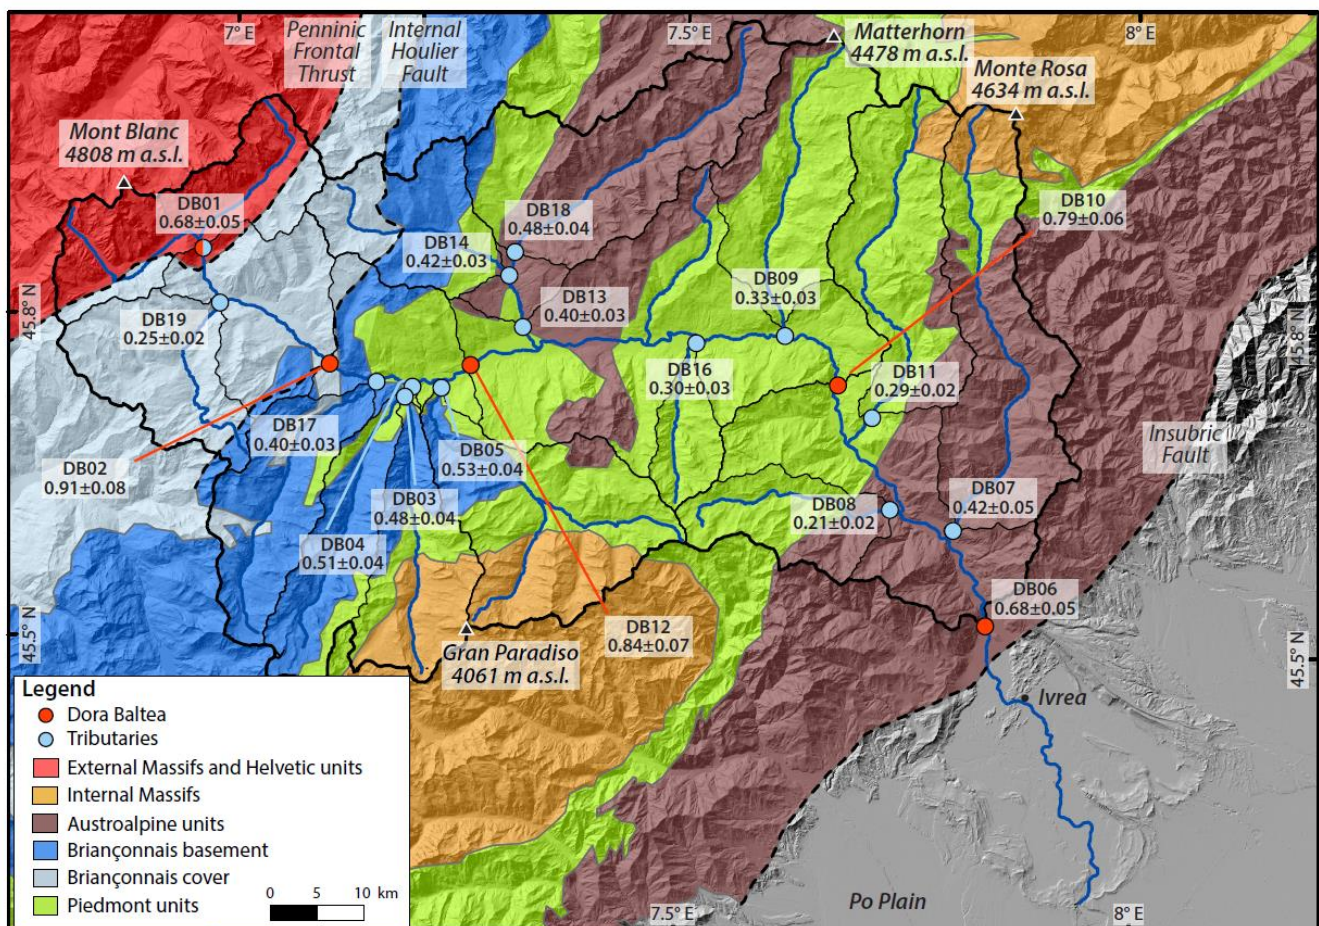 7° E
Penninic
Frontal
Thrust
Internal
Houlier
Fault
7.5° E
Matterhorn
4478 m a.s.l.
8° E
Monte Rosa
4634 m a.s.l.
Mont Blanc
4808 m a.s.l.
DB01
0.68±0.05
DB10
0.79±0.06
DB18
0.48±0.04
DB14
0.42±0.03
DB09
0.33±0.03
DB13
0.40±0.03
45.8° N
45.8° N
DB19
0.25±0.02
DB16
0.30±0.03
DB11
0.29±0.02
DB17
0.40±0.03
DB05
0.53±0.04
Insubric
Fault
DB02
0.91±0.08
DB03
0.48±0.04
DB08
0.21±0.02
DB07
0.42±0.05
DB04
0.51±0.04
DB06
0.68±0.05
45.5° N
45.5° N
DB12
0.84±0.07
Gran Paradiso
4061 m a.s.l.
Ivrea
Legend
Dora Baltea
Tributaries
External Massifs and Helvetic units
Internal Massifs
Austroalpine units
Briançonnais basement
Briançonnais cover
Piedmont units
0 5 10 km
Po Plain
7.5° E
8° E